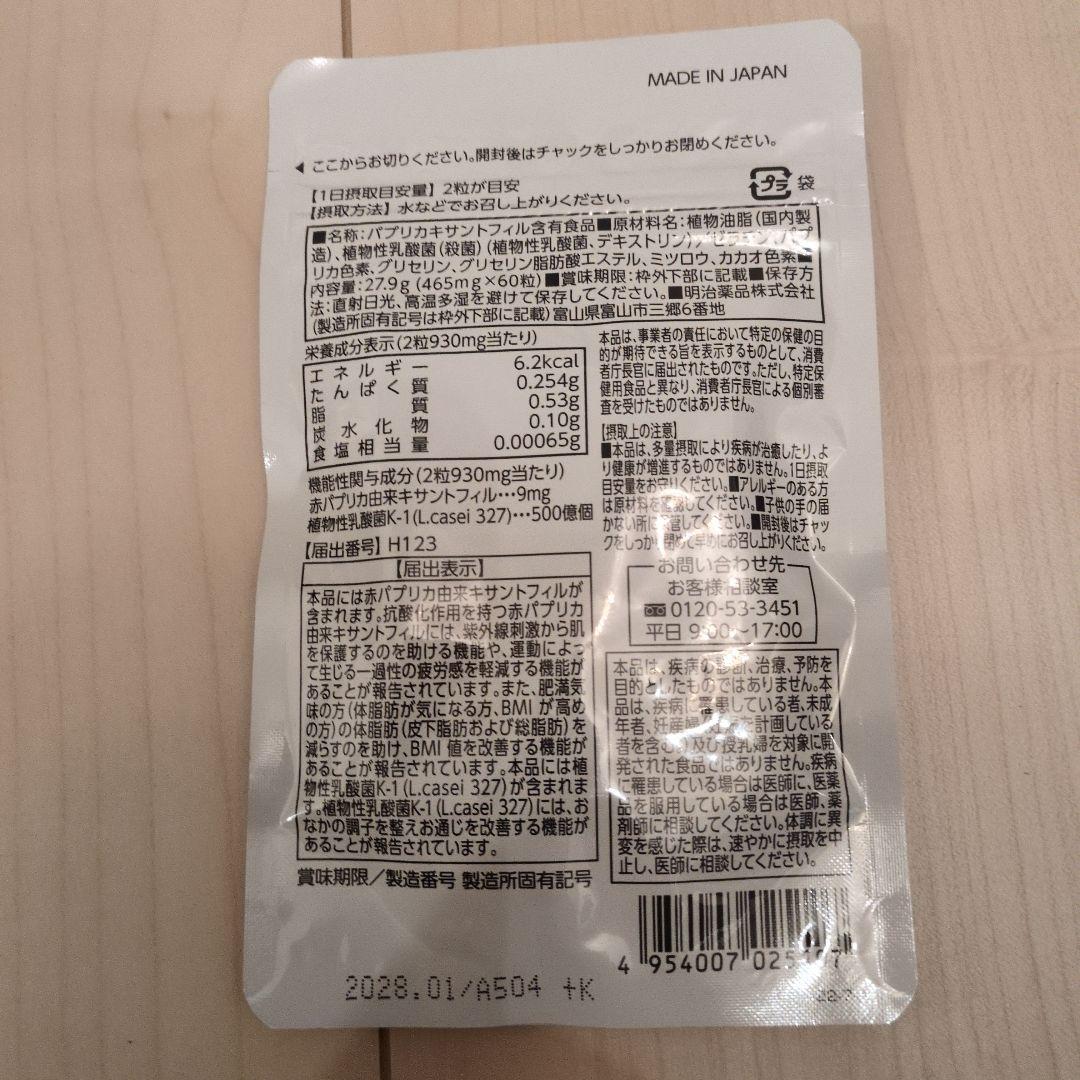 MADE IN JAPAN
◀ ここからお切りください。開封後はチャックをしっかりお閉めください。
【1日摂取目安量】2粒が目安
【摂取方法】水などでお召し上がりください。
プラ 袋
■名称:パプリカキサントフィル含有食品■原材料名:植物油脂(国内製
造)、植物性乳酸菌(殺菌)(植物性乳酸菌、デキストリン)/ゼラチン、パプ
リカ色素、グリセリン、グリセリン脂肪酸エステル、ミツロウ、カカオ色素■
内容量:27.9g (465mg×60粒)■賞味期限:枠外下部に記載■保存方
法:直射日光、高温多湿を避けて保存してください。■明治薬品株式会社
(製造所固有記号は枠外下部に記載)富山県富山市三郷6番地
栄養成分表示(2粒930mg当たり)
エネルギー 6.2kcal
たんぱく質 0.254g
脂質 0.53g
炭水化物 0.10g
食塩相当量 0.00065g
機能性関与成分(2粒930mg当たり)
赤パプリカ由来キサントフィル…9mg
植物性乳酸菌K-1(L.casei 327)…500億個
【届出番号】H123
【届出表示】
本品には赤パプリカ由来キサントフィルが
含まれます。抗酸化作用を持つ赤パプリカ
由来キサントフィルには、紫外線刺激から肌
を保護するのを助ける機能や、運動によっ
て生じる一過性の疲労感を軽減する機能が
あることが報告されています。また、肥満気
味の方(体脂肪が気になる方、BMIが高め
の方)の体脂肪(皮下脂肪および総脂肪)を
減らすのを助け、BMI値を改善する機能が
あることが報告されています。本品には植
物性乳酸菌K-1(L.casei 327)が含まれま
す。植物性乳酸菌K-1(L.casei 327)には、お
なかの調子を整えお通じを改善する機能が
あることが報告されています。
賞味期限/製造番号 製造所固有記号
2028.01/A504 +K
本品は、事業者の責任において特定の保健の目
的が期待できる旨を表示するものとして、消費
者庁長官に届出されたものです。ただし、特定保
健用食品と異なり、消費者庁長官による個別審
査を受けたものではありません。
【摂取上の注意】
■本品は、多量摂取により疾病が治癒したり、よ
り健康が増進するものではありません。1日摂取
目安量をお守りください。■アレルギーのある方
は原材料を確認してください。■子供の手の届
かない所に保管してください。■開封後はチャッ
クをしっかり閉めて早めにお召し上がりください。
お問い合わせ先
お客様相談室
0120-53-3451
平日 9:00〜17:00
本品は、疾病の診断、治療、予防を
目的としたものではありません。本
品は、疾病に罹患している者、未成
年者、妊産婦(妊娠を計画している
者を含む。)及び授乳婦を対象に開
発された食品ではありません。疾病
に罹患している場合は医師に、医薬
品を服用している場合は医師、薬
剤師に相談してください。体調に異
変を感じた際は、速やかに摂取を中
止し、医師に相談してください。
4 954007 025